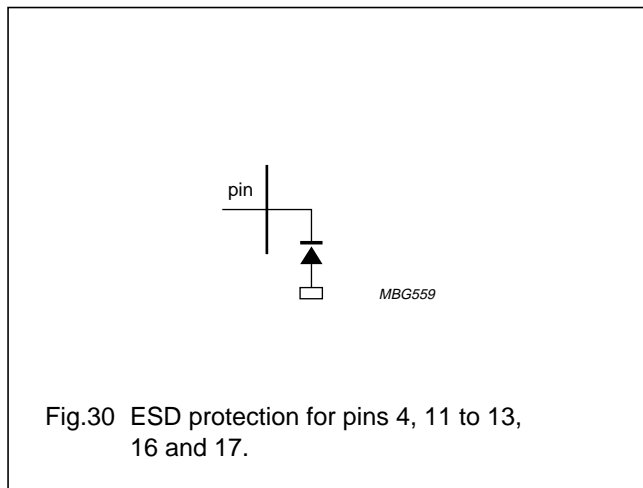 pin
MBG559
Fig.30 ESD protection for pins 4, 11 to 13,
16 and 17.